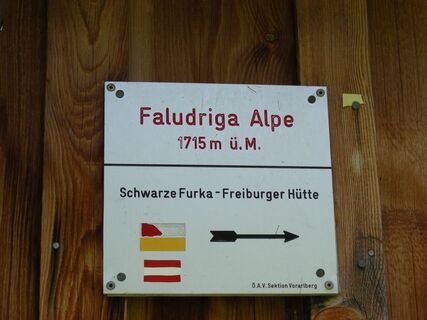 Faludriga Alpe
1715 m ü.M.
Schwarze Furka - Freiburger Hütte
Ö.A.V. Sektion Vorarlberg